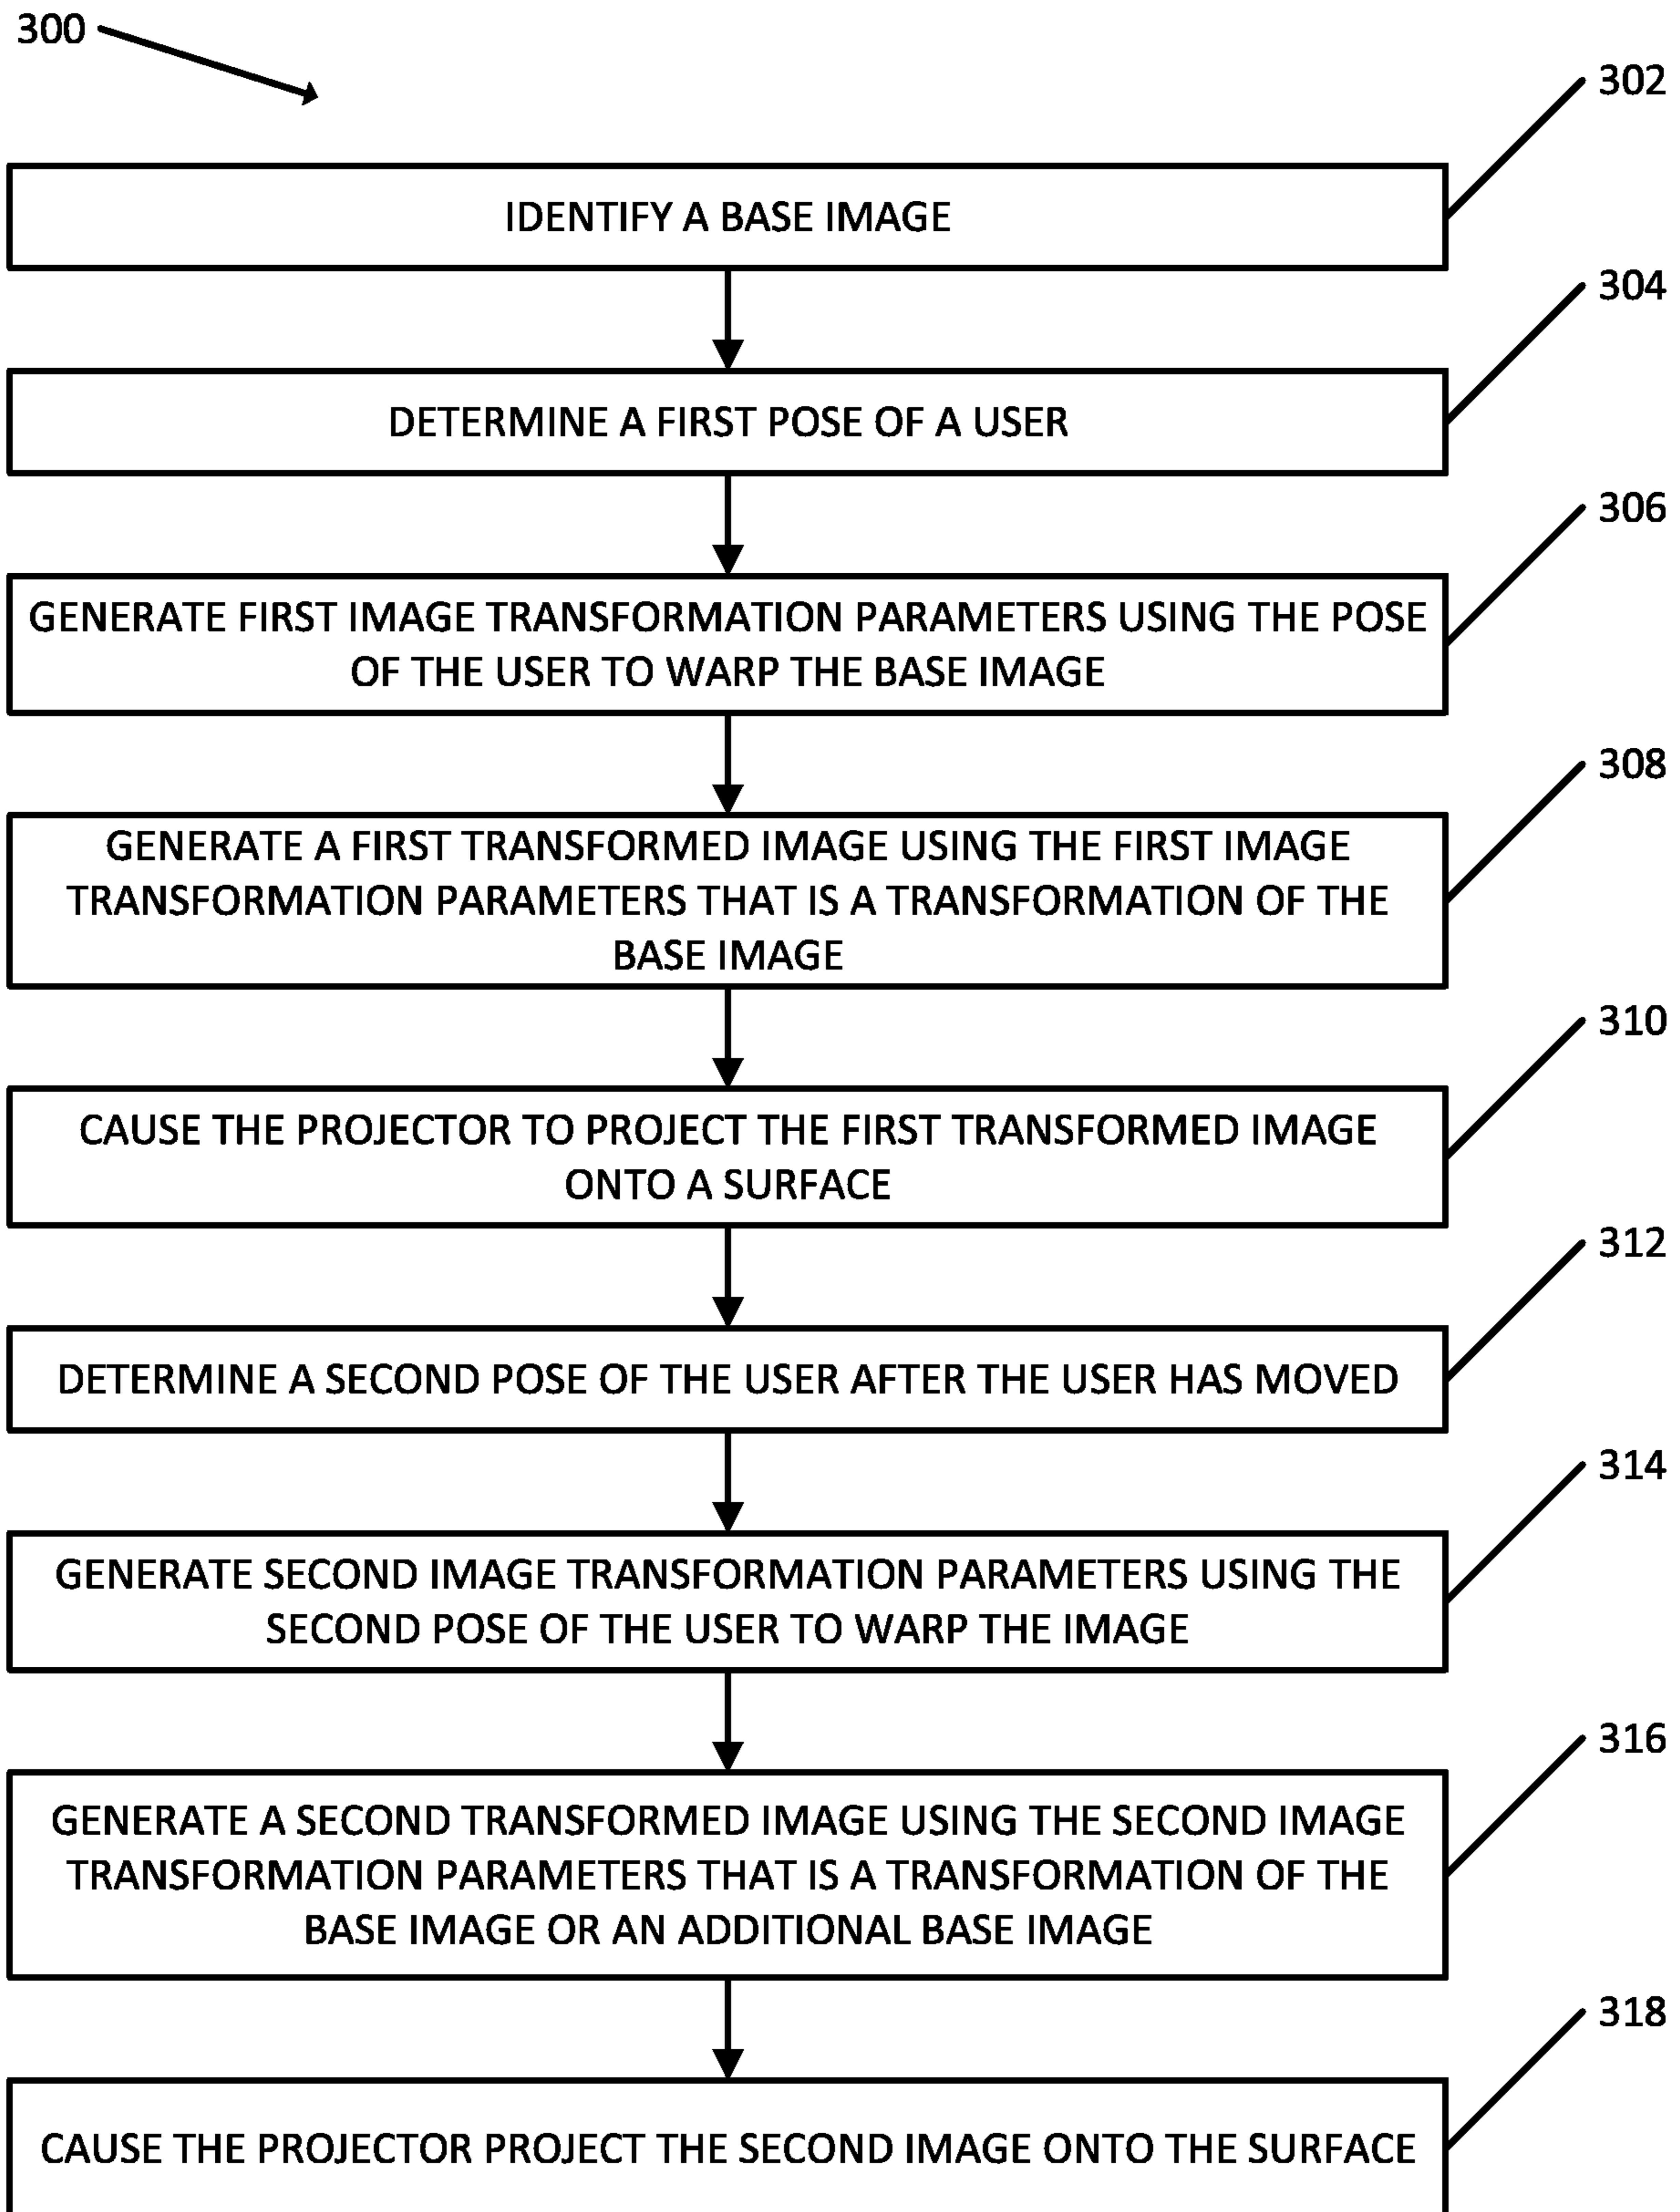 300
302
IDENTIFY A BASE IMAGE
304
DETERMINE A FIRST POSE OF A USER
306
GENERATE FIRST IMAGE TRANSFORMATION PARAMETERS USING THE POSE
OF THE USER TO WARP THE BASE IMAGE
308
GENERATE A FIRST TRANSFORMED IMAGE USING THE FIRST IMAGE
TRANSFORMATION PARAMETERS THAT IS A TRANSFORMATION OF THE
BASE IMAGE
310
CAUSE THE PROJECTOR TO PROJECT THE FIRST TRANSFORMED IMAGE
ONTO A SURFACE
312
DETERMINE A SECOND POSE OF THE USER AFTER THE USER HAS MOVED
314
GENERATE SECOND IMAGE TRANSFORMATION PARAMETERS USING THE
SECOND POSE OF THE USER TO WARP THE IMAGE
316
GENERATE A SECOND TRANSFORMED IMAGE USING THE SECOND IMAGE
TRANSFORMATION PARAMETERS THAT IS A TRANSFORMATION OF THE
BASE IMAGE OR AN ADDITIONAL BASE IMAGE
318
CAUSE THE PROJECTOR PROJECT THE SECOND IMAGE ONTO THE SURFACE